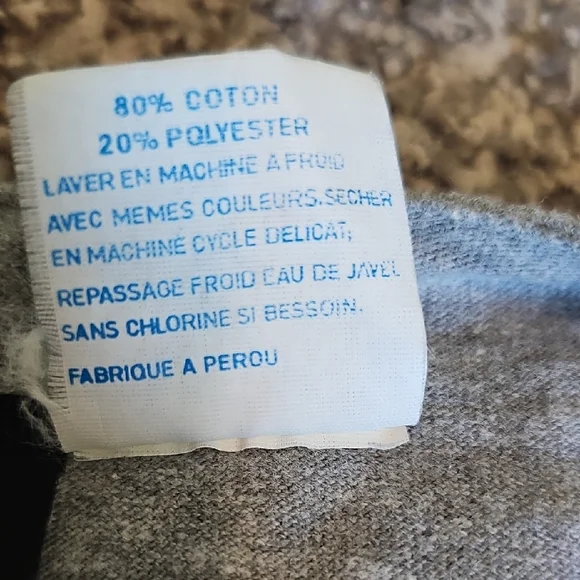 80% COTON
20% POLYESTER
LAVER EN MACHINE A FROID
AVEC MEMES COULEURS.SECHER
EN MACHINE CYCLE DELICAT;
REPASSAGE FROID EAU DE JAVEL
SANS CHLORINE SI BESSOIN.
FABRIQUE A PEROU